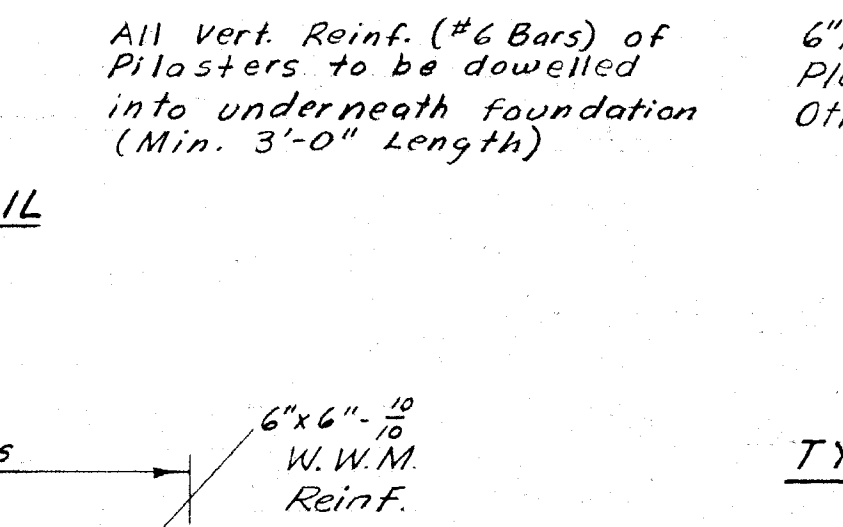 All Vert. Reinf. (#6 Bars) of
Pilasters to be dowelled
into underneath foundation
(Min. 3'-0" Length)
6"x6"-10/10
W.W.M.
Reinf.